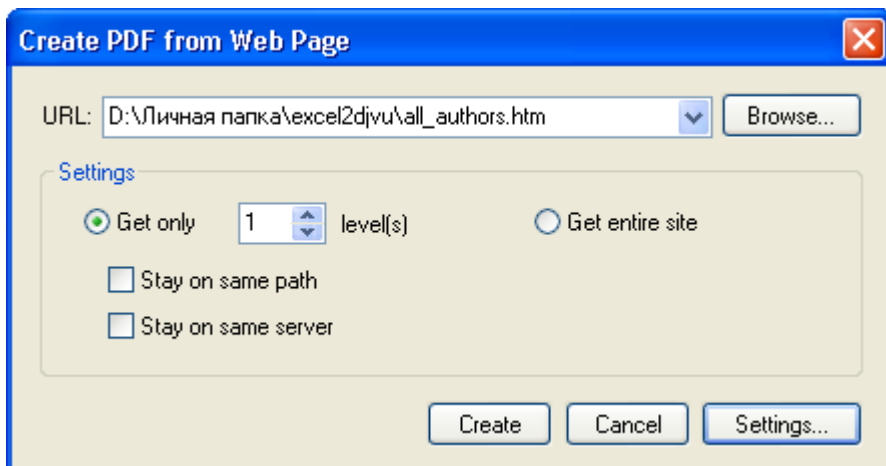 Create PDF from Web Page
URL: D:\Личная папка\excel2djvu\all_authors.htm Browse...
Settings
Get only 1 level(s) Get entire site
Stay on same path
Stay on same server
Create Cancel Settings...